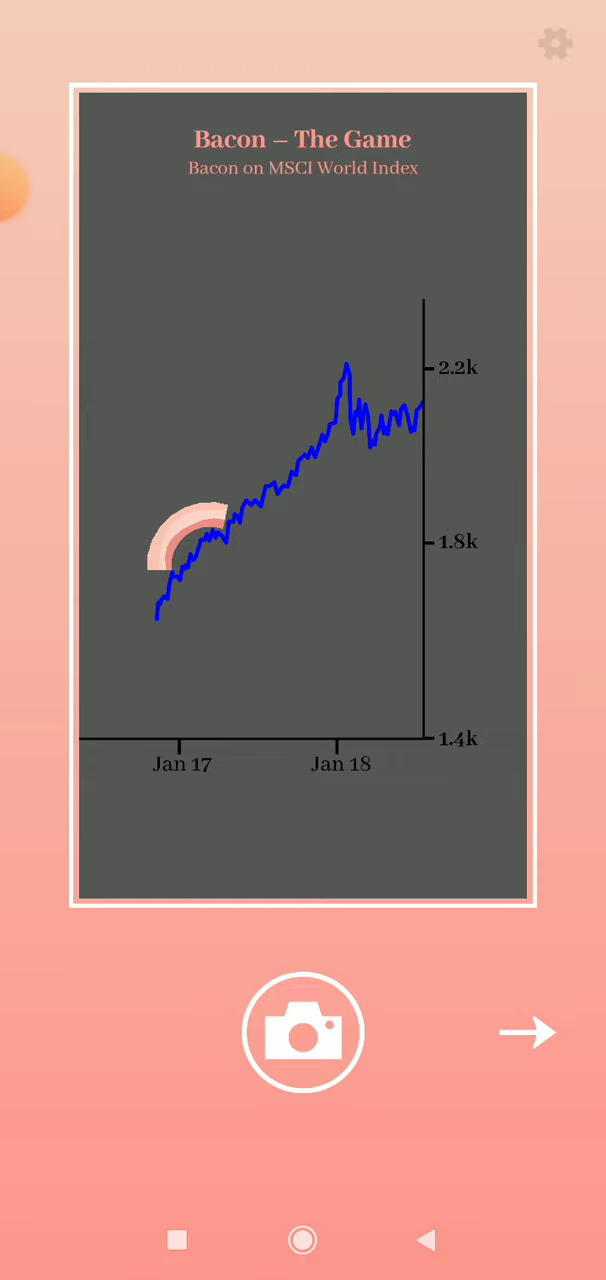 Bacon – The Game
Bacon on MSCI World Index
2.2k
1.8k
1.4k
Jan 17 Jan 18